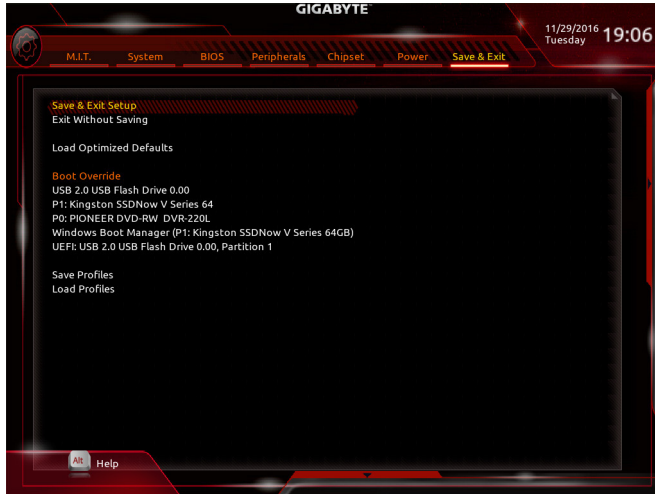 GIGABYTE
11/29/2016 19:06
Tuesday
M.I.T. System BIOS Peripherals Chipset Power Save & Exit
Save & Exit Setup
Exit Without Saving
Load Optimized Defaults
Boot Override
USB 2.0 USB Flash Drive 0.00
P1: Kingston SSDNow V Series 64
P0: PIONEER DVD-RW DVR-220L
Windows Boot Manager (P1: Kingston SSDNow V Series 64GB)
UEFI: USB 2.0 USB Flash Drive 0.00, Partition 1
Save Profiles
Load Profiles
Alt Help